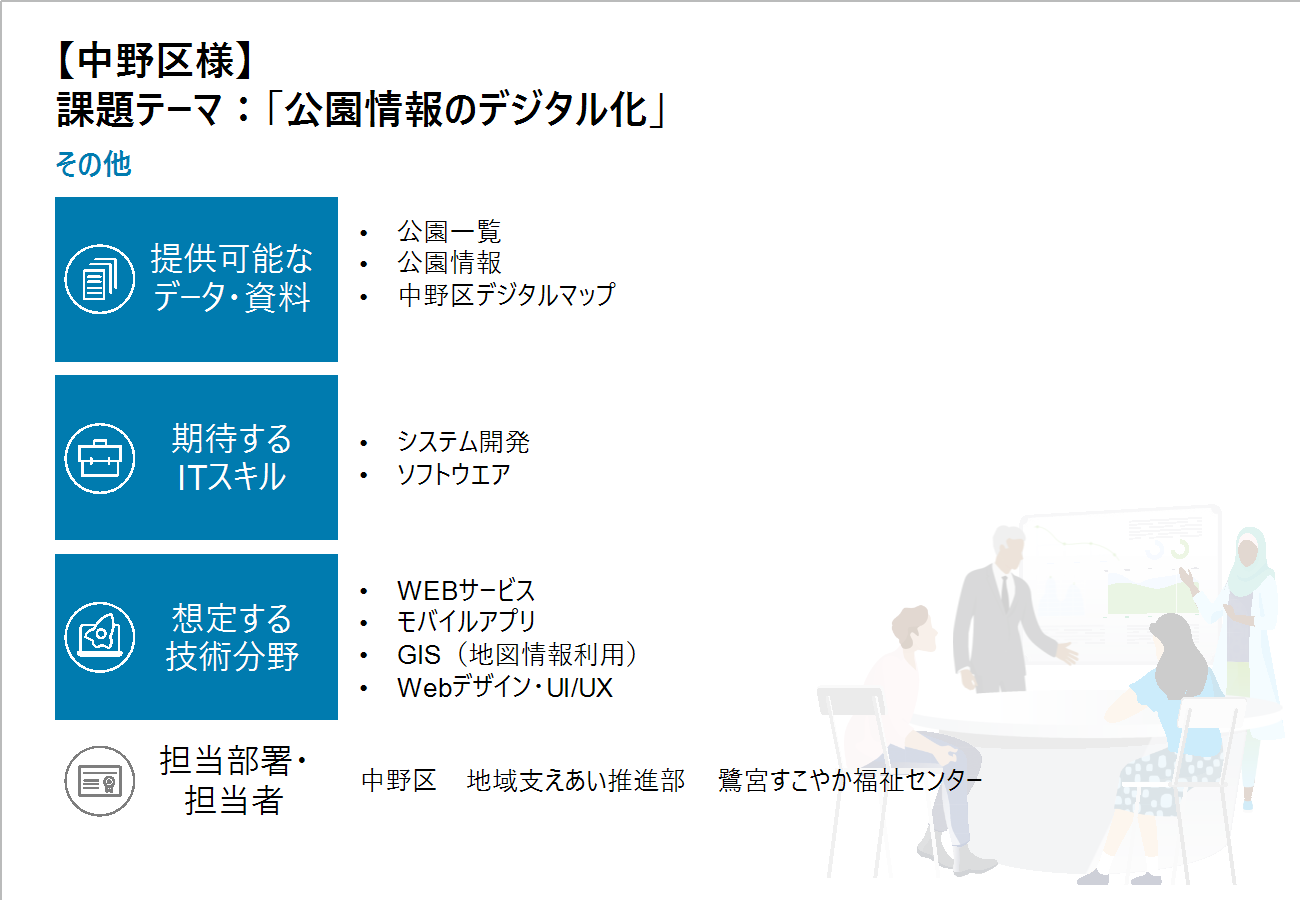 【中野区様】
課題テーマ：「公園情報のデジタル化」
その他
提供可能な
データ・資料
• 公園一覧
• 公園情報
• 中野区デジタルマップ
期待する
ITスキル
• システム開発
• ソフトウエア
想定する
技術分野
• WEBサービス
• モバイルアプリ
• GIS（地図情報利用）
• Webデザイン・UI/UX
担当部署・
担当者
中野区　地域支えあい推進部　鷺宮すこやか福祉センター